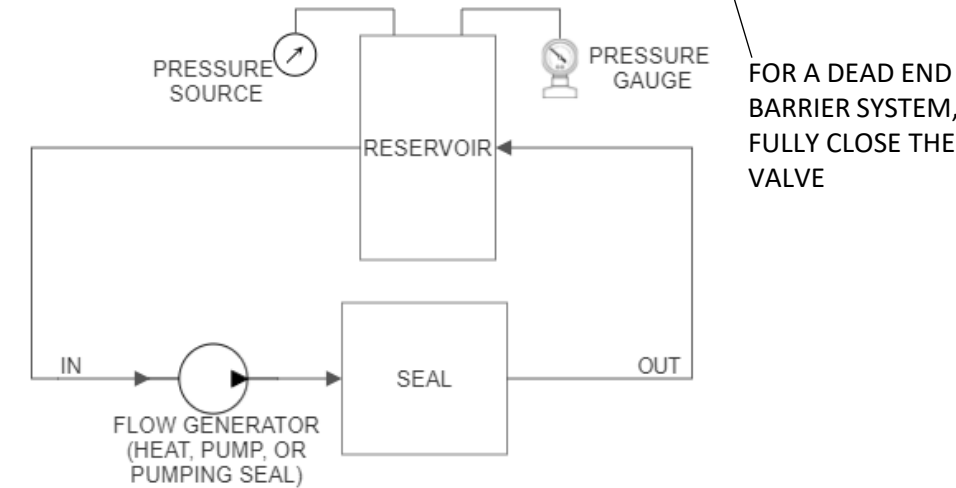 PRESSURE
SOURCE
PRESSURE
GAUGE
FOR A DEAD END
BARRIER SYSTEM,
FULLY CLOSE THE
VALVE
RESERVOIR
IN
SEAL
OUT
FLOW GENERATOR
(HEAT, PUMP, OR
PUMPING SEAL)